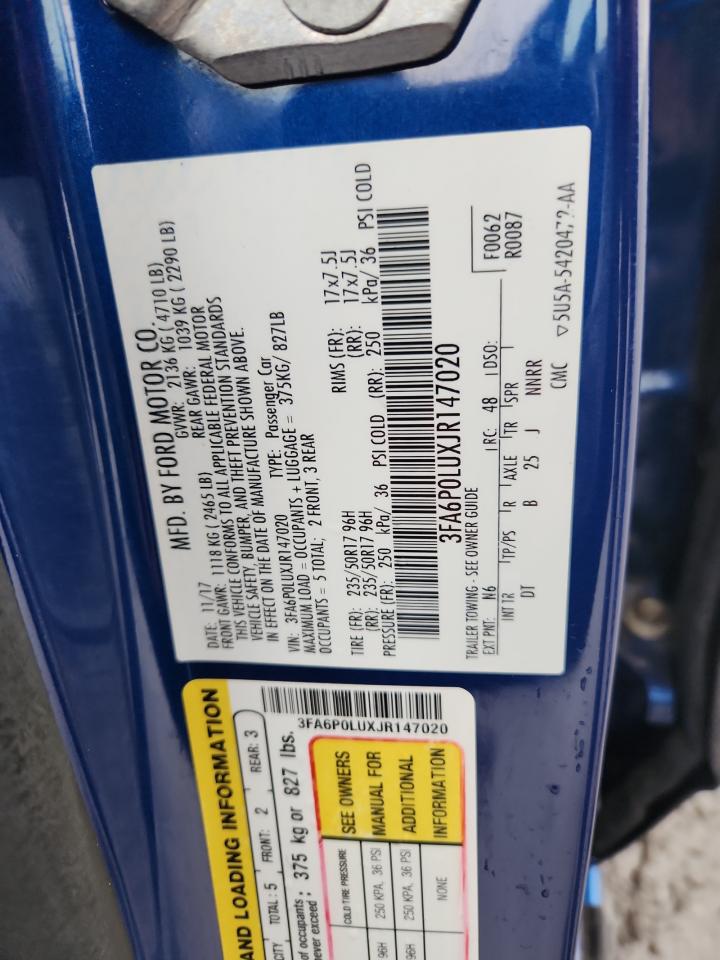 MFD. BY FORD MOTOR CO.
DATE: 11/17 GVWR: 2136 KG ( 4710 LB)
FRONT GAWR: 1118 KG ( 2465 LB) REAR GAWR: 1039 KG ( 2290 LB)
THIS VEHICLE CONFORMS TO ALL APPLICABLE FEDERAL MOTOR
VEHICLE SAFETY, BUMPER, AND THEFT PREVENTION STANDARDS
IN EFFECT ON THE DATE OF MANUFACTURE SHOWN ABOVE.
VIN: 3FA6P0LUXJR147020 TYPE: Passenger Car
MAXIMUM LOAD = OCCUPANTS + LUGGAGE = 375KG/ 827LB
OCCUPANTS = 5 TOTAL; 2 FRONT, 3 REAR
TIRE (FR): 235/50R17 96H RIMS (FR): 17x7.5J
(RR): 235/50R17 96H (RR): 17x7.5J
PRESSURE (FR): 250 kPa/ 36 PSI COLD (RR): 250 kPa/ 36 PSI COLD
3FA6P0LUXJR147020
TRAILER TOWING - SEE OWNER GUIDE F0062
EXT PNT: N6 RC: 48 DSO: R0087
INT TR TP/PS R AXLE TR SPR
DT B 25 J NNRR
CMC ▽5U5A-542047 -AA
AND LOADING INFORMATION
CITY TOTAL : 5 FRONT: 2 REAR: 3
of occupants : 375 kg or 827 lbs.
never exceed :
3FA6P0LUXJR147020
COLD TIRE PRESSURE
96H 250 KPA, 36 PSI
96H 250 KPA, 36 PSI
NONE
SEE OWNERS
MANUAL FOR
ADDITIONAL
INFORMATION